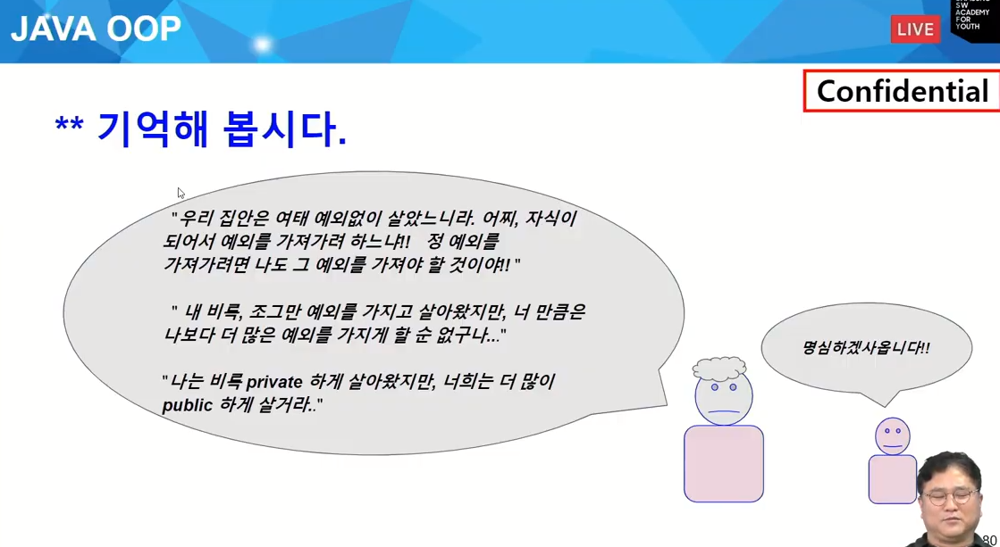 JAVA OOP
LIVE
SW
ACADEMY
FOR
YOUTH
Confidential
** 기억해 봅시다.
"우리 집안은 여태 예외없이 살았느니라. 어찌, 자식이
되어서 예외를 가져가려 하느냐!! 정 예외를
가져가려면 나도 그 예외를 가져야 할 것이야!! "
" 내 비록, 조그만 예외를 가지고 살아왔지만, 너 만큼은
나보다 더 많은 예외를 가지게 할 순 없구나..."
"나는 비록 private 하게 살아왔지만, 너희는 더 많이
public 하게 살거라.."
명심하겠사옵니다!!
80